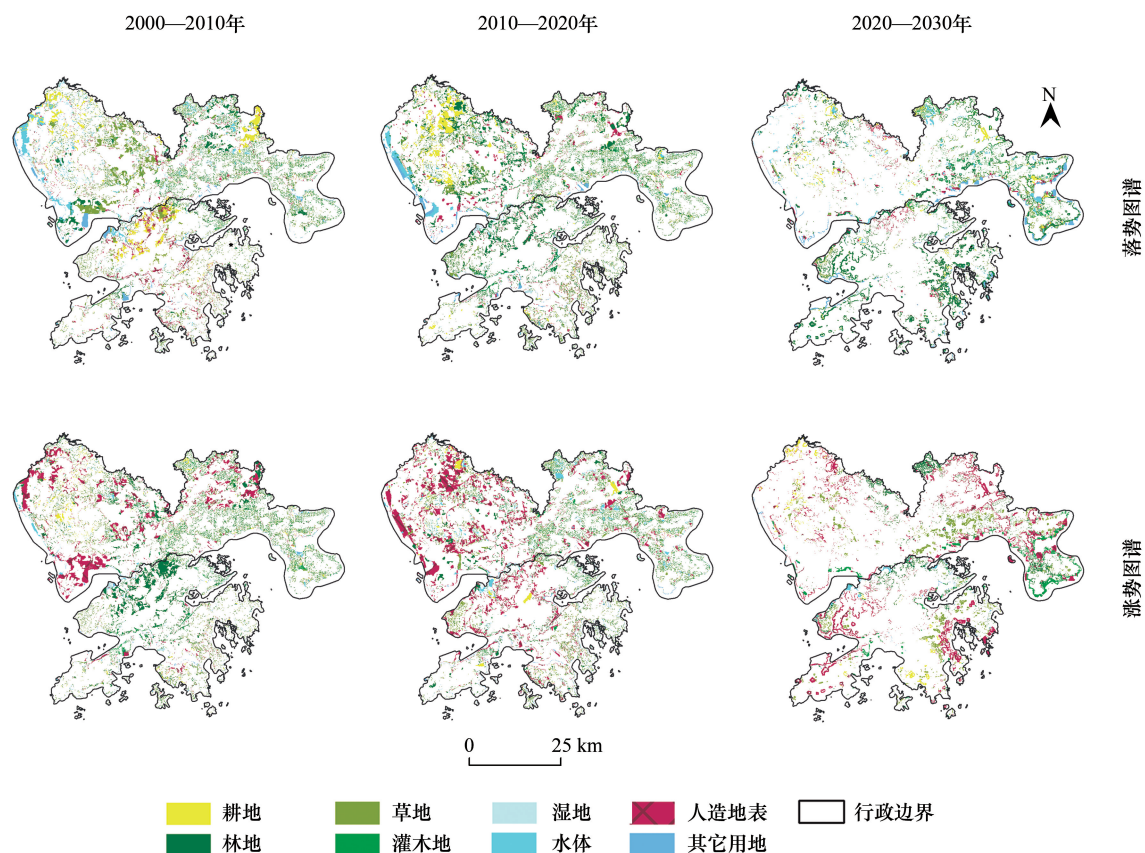 2000—2010年 2010—2020年 2020—2030年
N
落势图谱
涨势图谱
0 25 km
耕地 草地 湿地 人造地表 行政边界
林地 灌木地 水体 其它用地